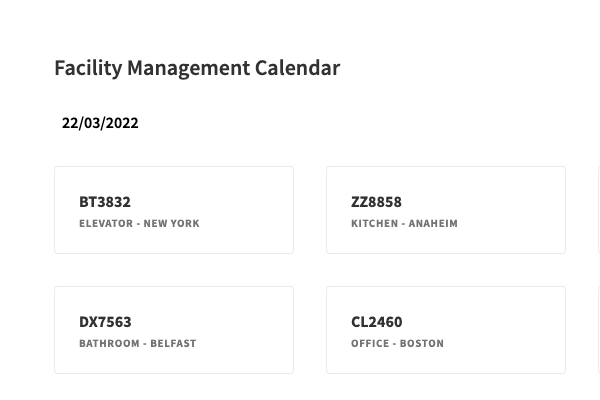 Facility Management Calendar
22/03/2022
BT3832
ELEVATOR - NEW YORK
ZZ8858
KITCHEN - ANAHEIM
DX7563
BATHROOM - BELFAST
CL2460
OFFICE - BOSTON